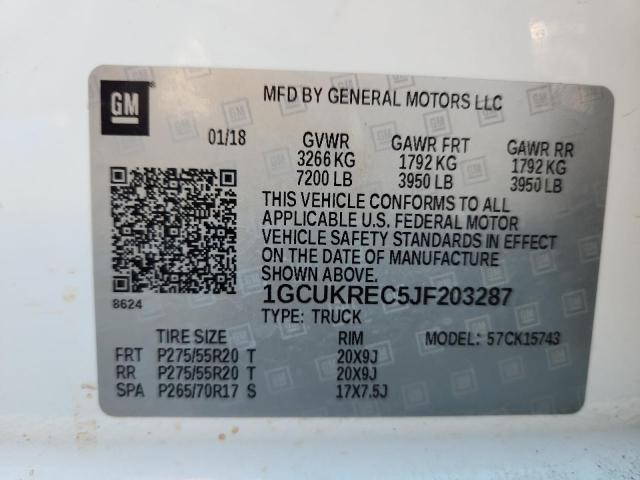 GM
MFD BY GENERAL MOTORS LLC
01/18 GVWR GAWR FRT GAWR RR
3266 KG 1792 KG 1792 KG
7200 LB 3950 LB 3950 LB
THIS VEHICLE CONFORMS TO ALL
APPLICABLE U.S. FEDERAL MOTOR
VEHICLE SAFETY STANDARDS IN EFFECT
ON THE DATE OF MANUFACTURE
SHOWN ABOVE.
8624
1GCUKREC5JF203287
TYPE: TRUCK
TIRE SIZE RIM MODEL: 57CK15743
FRT P275/55R20 T 20X9J
RR P275/55R20 T 20X9J
SPA P265/70R17 S 17X7.5J